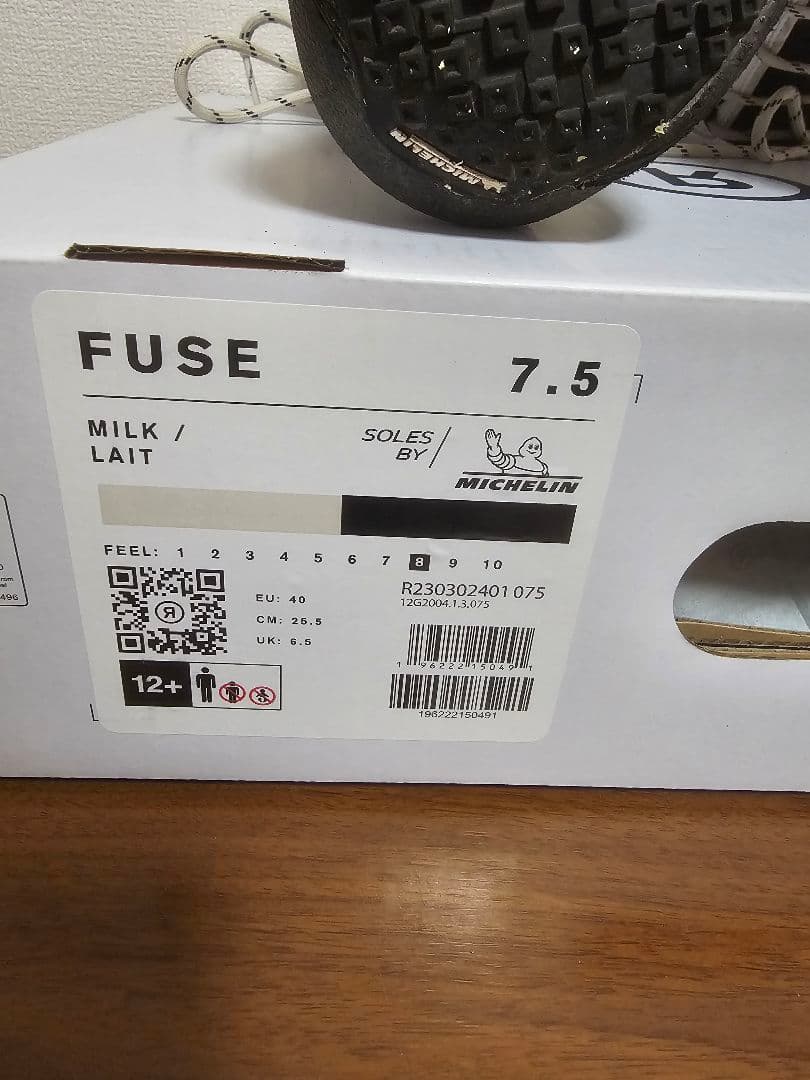 MICHELIN
R
FUSE
7.5
MILK /
LAIT
SOLES
BY
MICHELIN
FEEL: 1 2 3 4 5 6 7 8 9 10
R
EU: 40
CM: 25.5
UK: 6.5
R230302401 075
12G2004.1.3.075
1 96222 15049 1
12+
196222150491
496